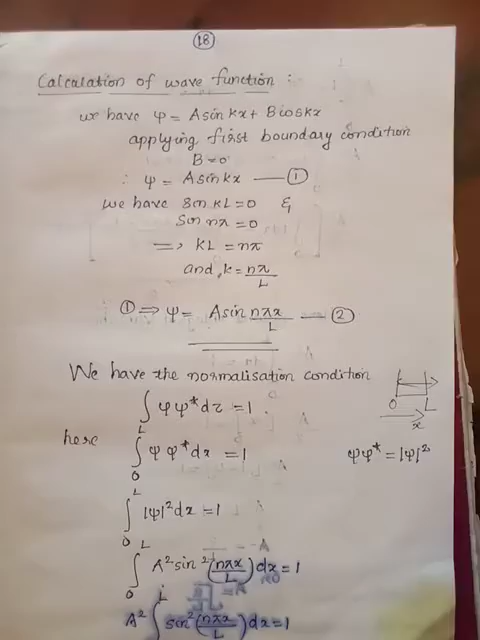 18
Calculation of wave function :
we have ψ = A sin kx + B cos kx
applying first boundary condition
B = 0
∴ ψ = A sin kx — ①
we have Sin KL = 0 &
Sin nπ = 0
⇒, KL = nπ
and, k = nπ/L
① ⇒ ψ = A sin nπx/L — ②
We have the normalisation condition
∫ ψψ* dτ = 1
here ∫₀ᴸ ψψ* dx = 1
ψψ* = |ψ|²
0 L
x
∫₀ᴸ |ψ|² dx = 1
∫₀ᴸ A² sin² (nπx/L) dx = 1
A² ∫ sin² (nπx/L) dx = 1